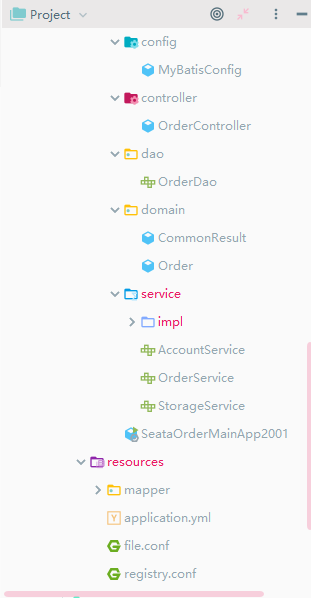 Project
config
MyBatisConfig
controller
OrderController
dao
OrderDao
domain
CommonResult
Order
service
impl
AccountService
OrderService
StorageService
SeataOrderMainApp2001
resources
mapper
Y application.yml
file.conf
registry.conf